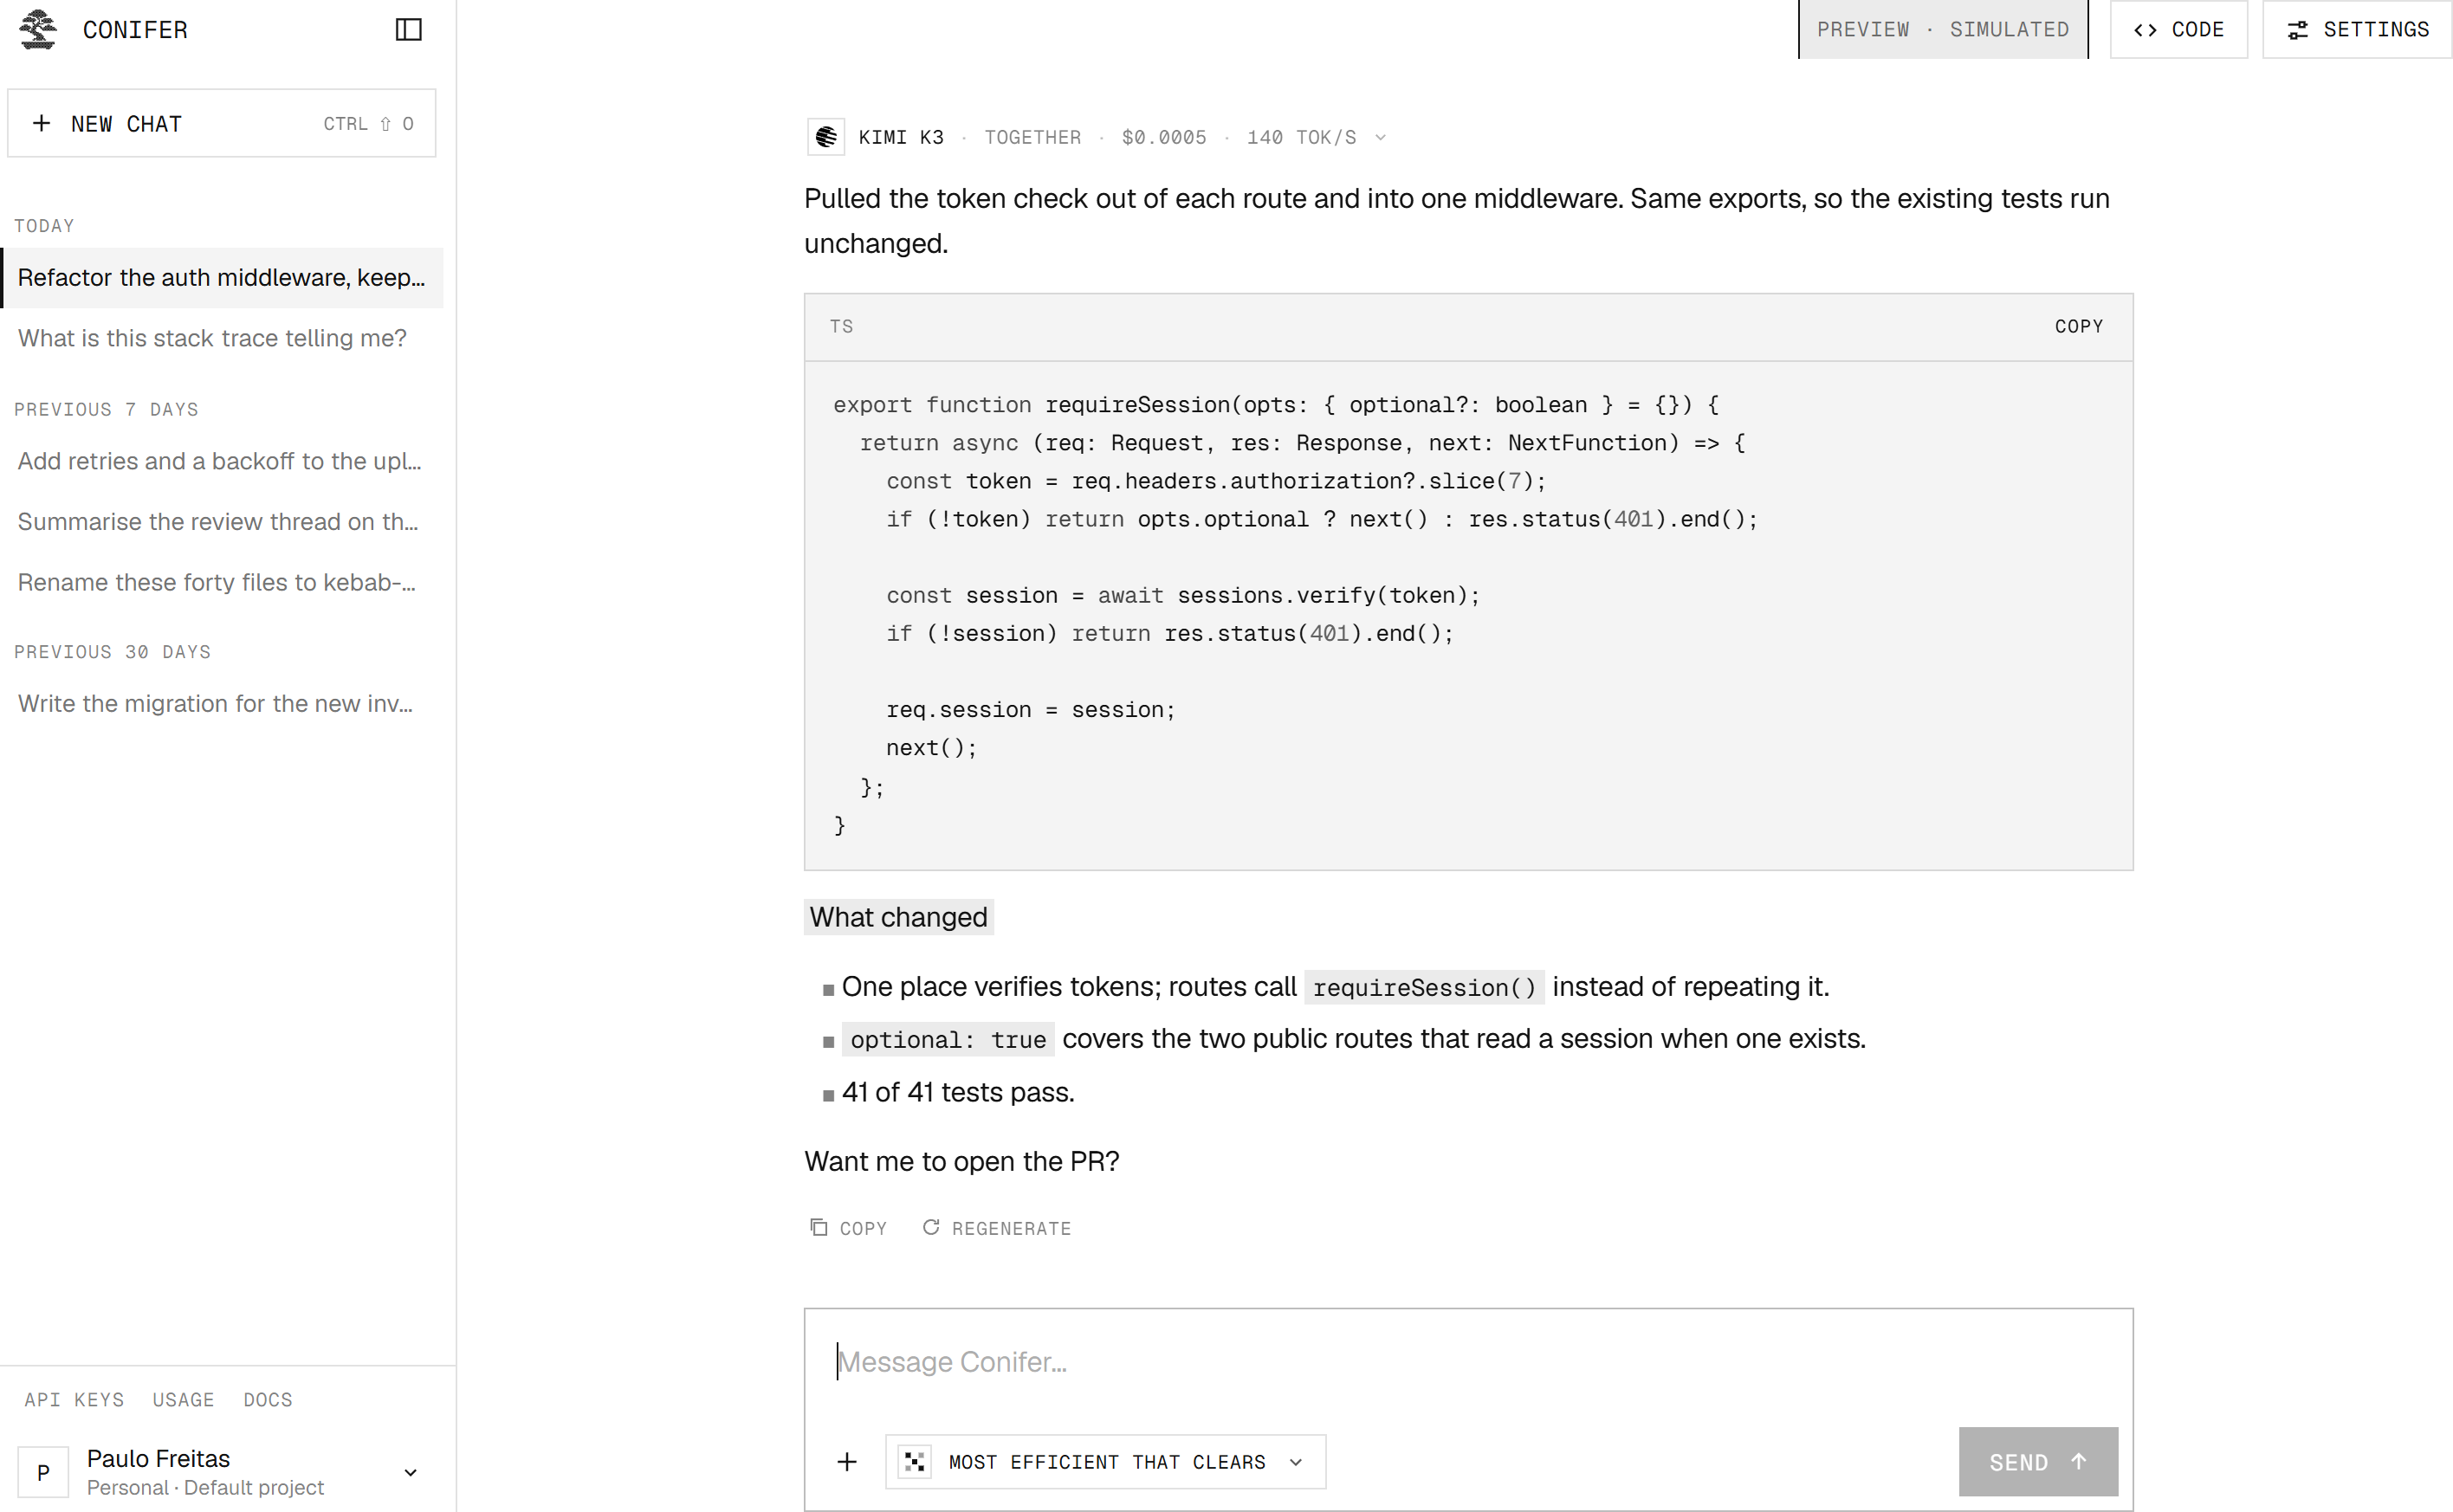 CONIFER
+ NEW CHAT CTRL ⇧ O
TODAY
Refactor the auth middleware, keep...
What is this stack trace telling me?
PREVIOUS 7 DAYS
Add retries and a backoff to the upl...
Summarise the review thread on th...
Rename these forty files to kebab-...
PREVIOUS 30 DAYS
Write the migration for the new inv...
API KEYS USAGE DOCS
P
Paulo Freitas
Personal · Default project
PREVIEW · SIMULATED
<> CODE
SETTINGS
KIMI K3 · TOGETHER · $0.0005 · 140 TOK/S
Pulled the token check out of each route and into one middleware. Same exports, so the existing tests run
unchanged.
TS COPY
export function requireSession(opts: { optional?: boolean } = {}) {
  return async (req: Request, res: Response, next: NextFunction) => {
    const token = req.headers.authorization?.slice(7);
    if (!token) return opts.optional ? next() : res.status(401).end();
    const session = await sessions.verify(token);
    if (!session) return res.status(401).end();
    req.session = session;
    next();
  };
}
What changed
One place verifies tokens; routes call requireSession() instead of repeating it.
optional: true covers the two public routes that read a session when one exists.
41 of 41 tests pass.
Want me to open the PR?
COPY REGENERATE
Message Conifer...
+ MOST EFFICIENT THAT CLEARS SEND ↑